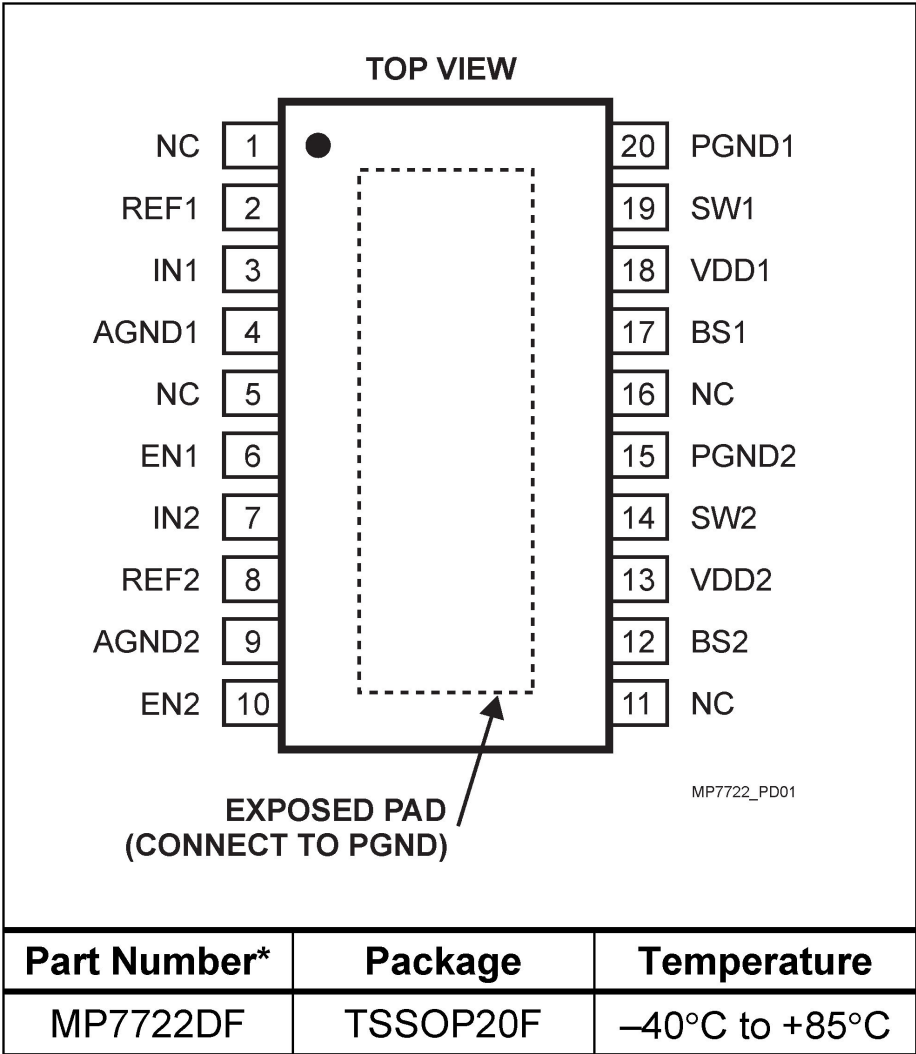 TOP VIEW
NC 1 20 PGND1
REF1 2 19 SW1
IN1 3 18 VDD1
AGND1 4 17 BS1
NC 5 16 NC
EN1 6 15 PGND2
IN2 7 14 SW2
REF2 8 13 VDD2
AGND2 9 12 BS2
EN2 10 11 NC
MP7722_PD01
EXPOSED PAD
(CONNECT TO PGND)
Part Number* Package Temperature
MP7722DF TSSOP20F –40°C to +85°C